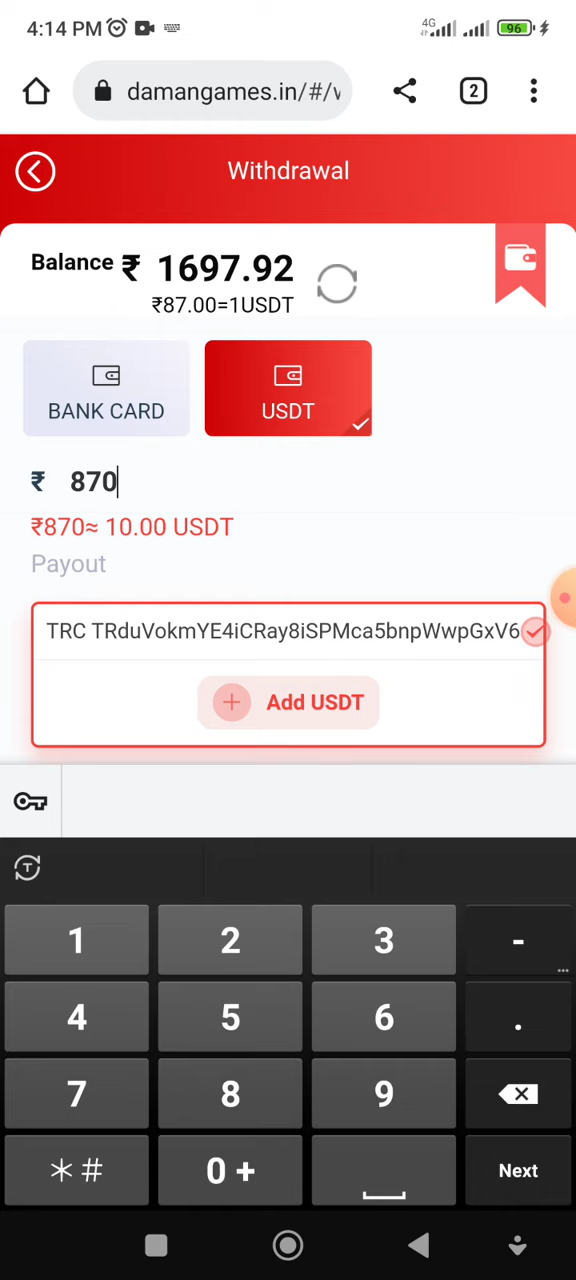 4:14 PM
4G
96
damangames.in/#/v
2
Withdrawal
Balance ₹ 1697.92
₹87.00=1USDT
BANK CARD
USDT
₹ 870
₹870≈ 10.00 USDT
Payout
TRC TRduVokmYE4iCRay8iSPMca5bnpWwpGxV6
+ Add USDT
T
1 2 3 -
...
4 5 6 .
7 8 9
*# 0 + Next